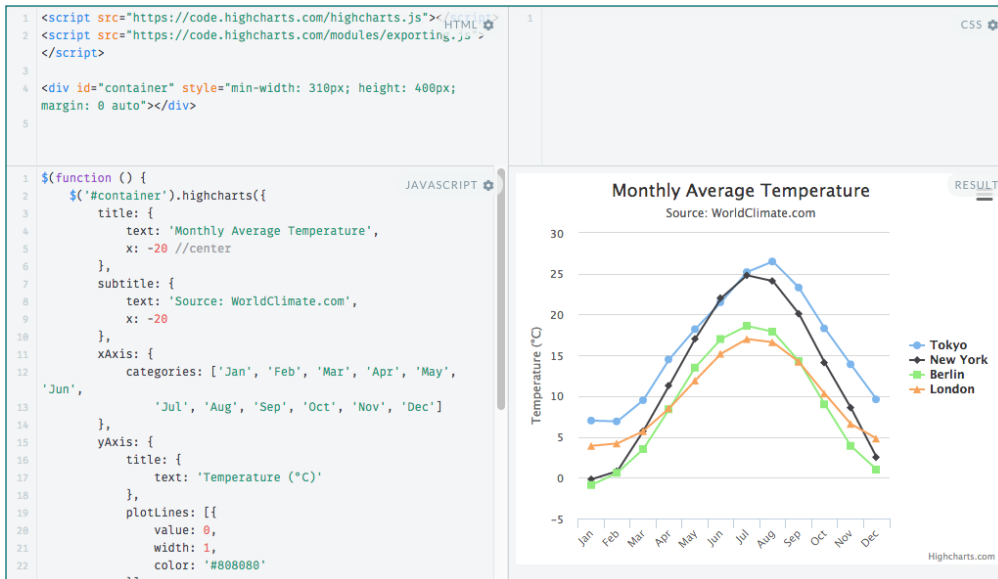 1 <script src="https://code.highcharts.com/highcharts.js"></script>
HTML
2 <script src="https://code.highcharts.com/modules/exporting.js">
</script>
3
4 <div id="container" style="min-width: 310px; height: 400px;
margin: 0 auto"></div>
5
1
CSS
1 $(function () {
JAVASCRIPT
2 $('#container').highcharts({
3 title: {
4 text: 'Monthly Average Temperature',
5 x: -20 //center
6 },
7 subtitle: {
8 text: 'Source: WorldClimate.com',
9 x: -20
10 },
11 xAxis: {
12 categories: ['Jan', 'Feb', 'Mar', 'Apr', 'May',
'Jun',
13 'Jul', 'Aug', 'Sep', 'Oct', 'Nov', 'Dec']
14 },
15 yAxis: {
16 title: {
17 text: 'Temperature (°C)'
18 },
19 plotLines: [{
20 value: 0,
21 width: 1,
22 color: '#808080'
RESULT
Monthly Average Temperature
Source: WorldClimate.com
Temperature (°C)
30
25
20
15
10
5
0
-5
Jan Feb Mar Apr May Jun Jul Aug Sep Oct Nov Dec
Tokyo
New York
Berlin
London
Highcharts.com